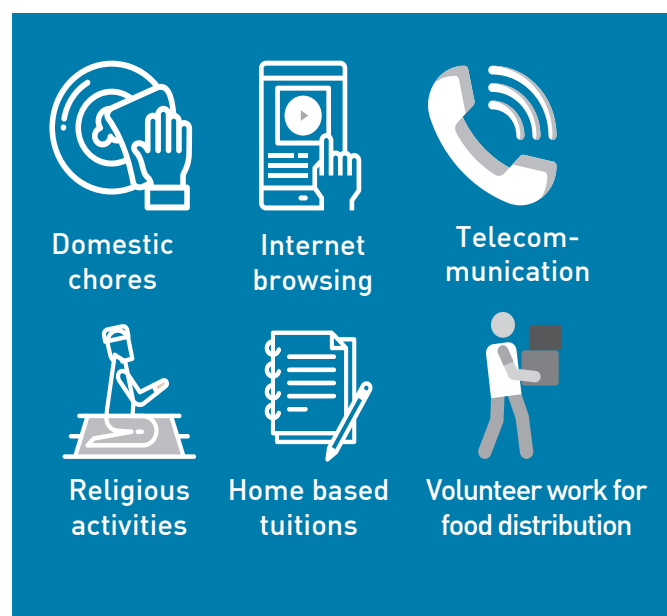 Domestic
chores
Internet
browsing
Telecom-
munication
Religious
activities
Home based
tuitions
Volunteer work for
food distribution